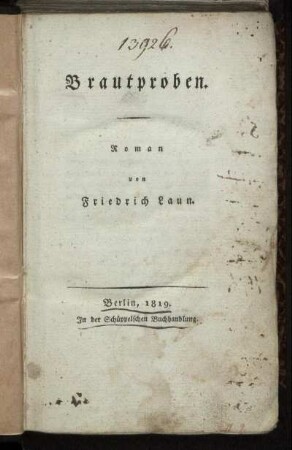 13926.
Brautproben.
Roman
von
Friedrich Laun.
Berlin, 1819.
In der Schüppelschen Buchhandlung.